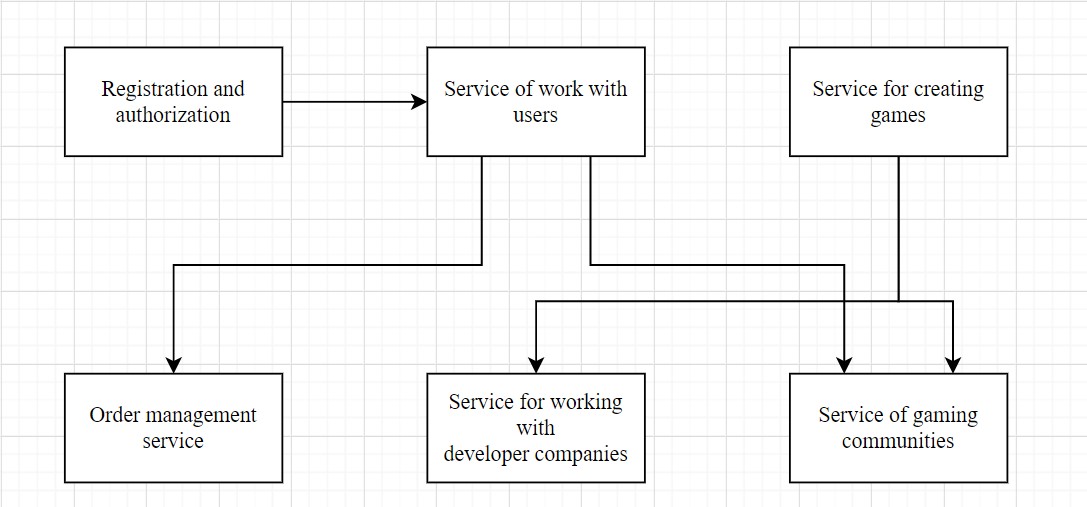 Registration and
authorization
Service of work with
users
Service for creating
games
Order management
service
Service for working
with
developer companies
Service of gaming
communities